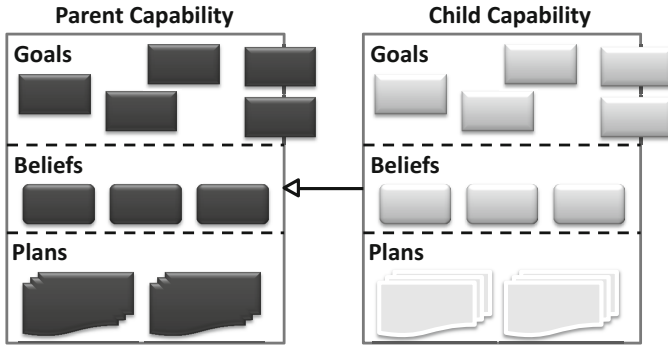 Parent Capability
Goals
Beliefs
Plans
Child Capability
Goals
Beliefs
Plans